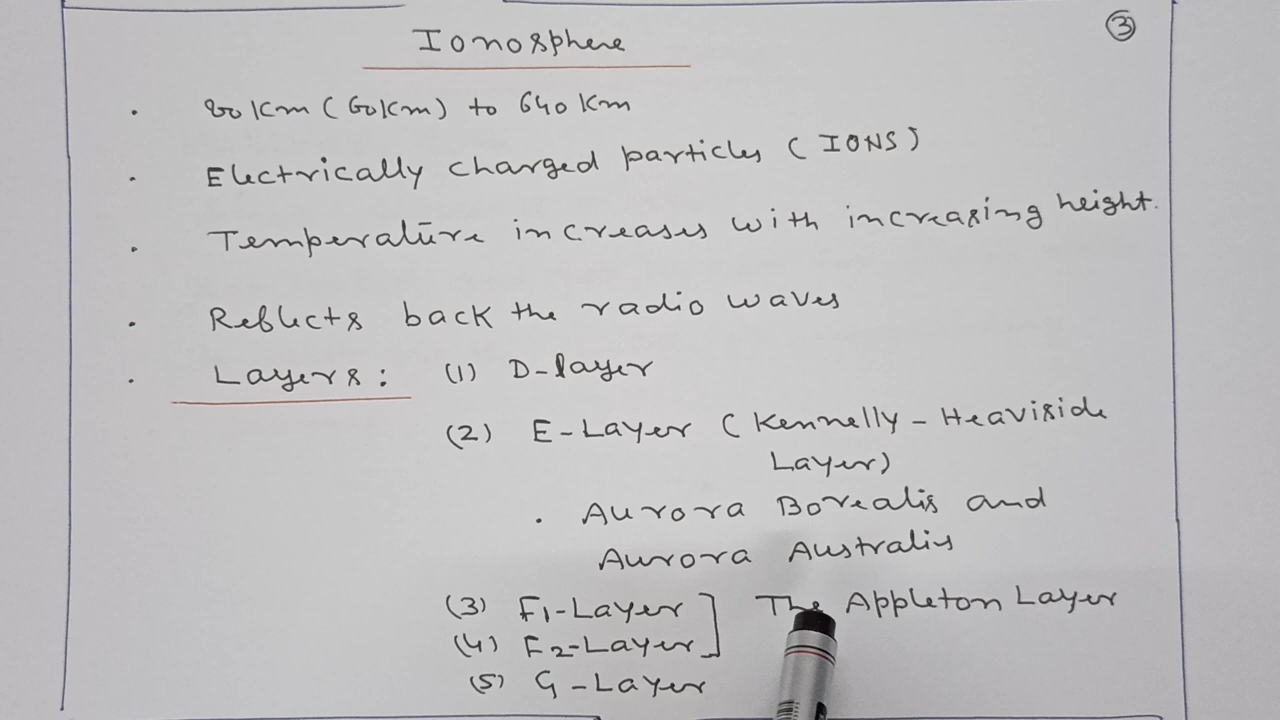 ③
Ionosphere
. 80 Km (60Km) to 640 Km
. Electrically charged particles (IONS)
. Temperature increases with increasing height.
. Reflects back the radio waves
. Layers: (1) D-layer
(2) E-Layer (Kennelly-Heaviside
Layer)
. Aurora Borealis and
Aurora Australis
(3) F1-Layer ] The Appleton Layer
(4) F2-Layer
(5) G-Layer